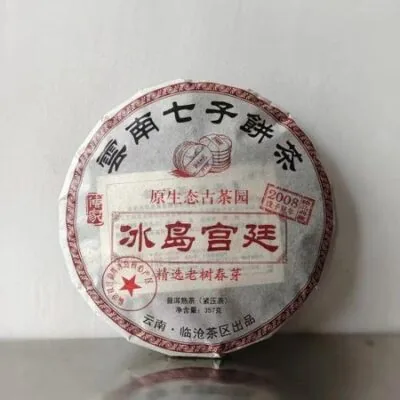 雲南七子餅茶
原生态古茶园
2008
冰岛宫廷
精选老树春芽
普洱熟茶（紧压茶）
净含量：357克
云南·临沧茶区出品